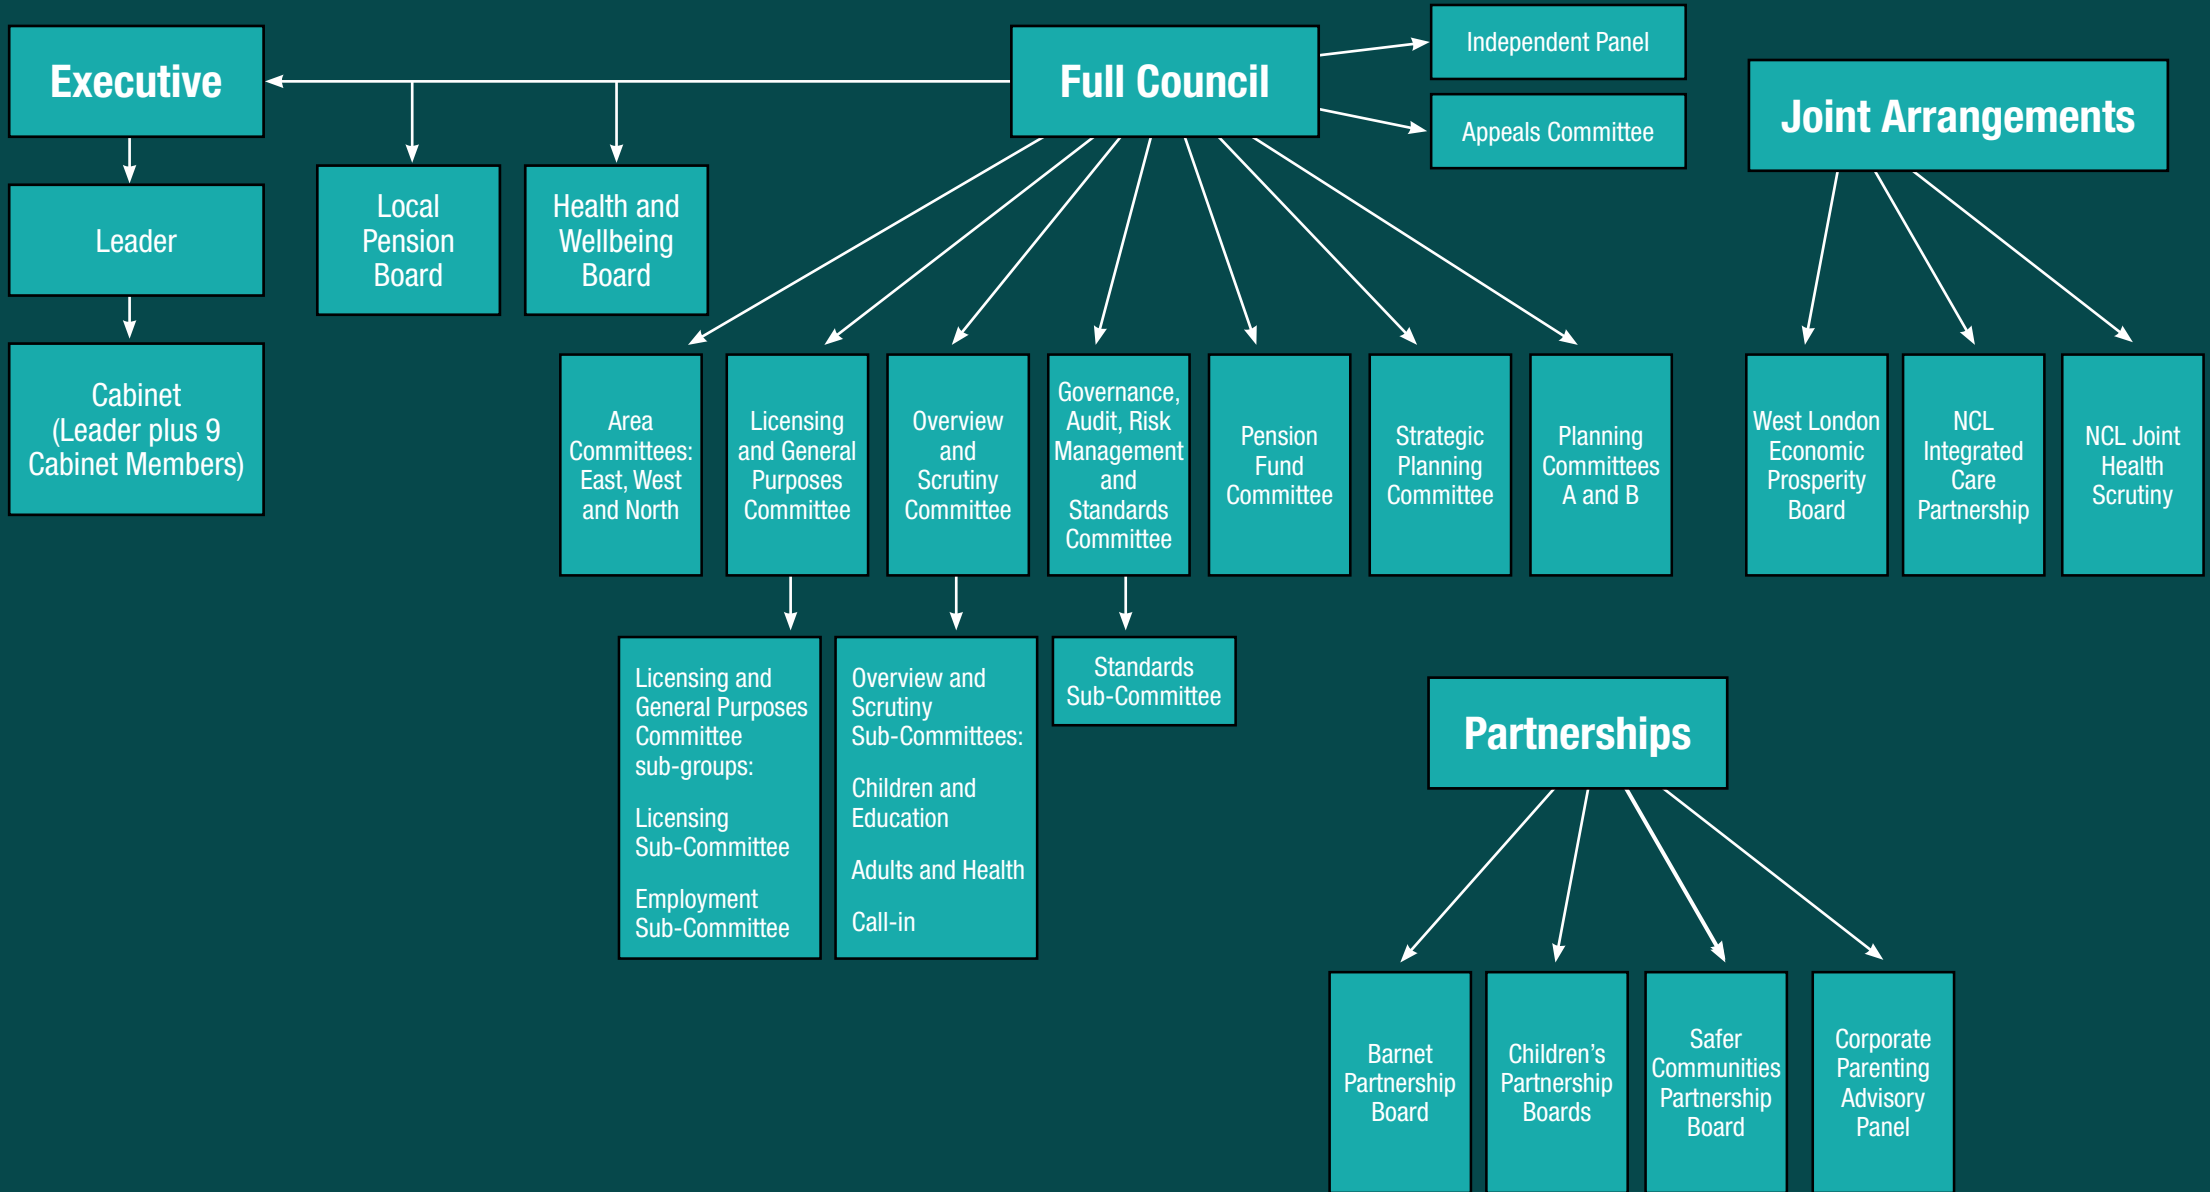 Executive
Full Council
Independent Panel
Appeals Committee
Joint Arrangements
Leader
Local
Pension
Board
Health and
Wellbeing
Board
Cabinet
(Leader plus 9
Cabinet Members)
Area
Committees:
East, West
and North
Licensing
and General
Purposes
Committee
Overview
and
Scrutiny
Committee
Governance,
Audit, Risk
Management
and
Standards
Committee
Pension
Fund
Committee
Strategic
Planning
Committee
Planning
Committees
A and B
West London
Economic
Prosperity
Board
NCL
Integrated
Care
Partnership
NCL Joint
Health
Scrutiny
Licensing and
General Purposes
Committee
sub-groups:
Licensing
Sub-Committee
Employment
Sub-Committee
Overview and
Scrutiny
Sub-Committees:
Children and
Education
Adults and Health
Call-in
Standards
Sub-Committee
Partnerships
Barnet
Partnership
Board
Children’s
Partnership
Boards
Safer
Communities
Partnership
Board
Corporate
Parenting
Advisory
Panel